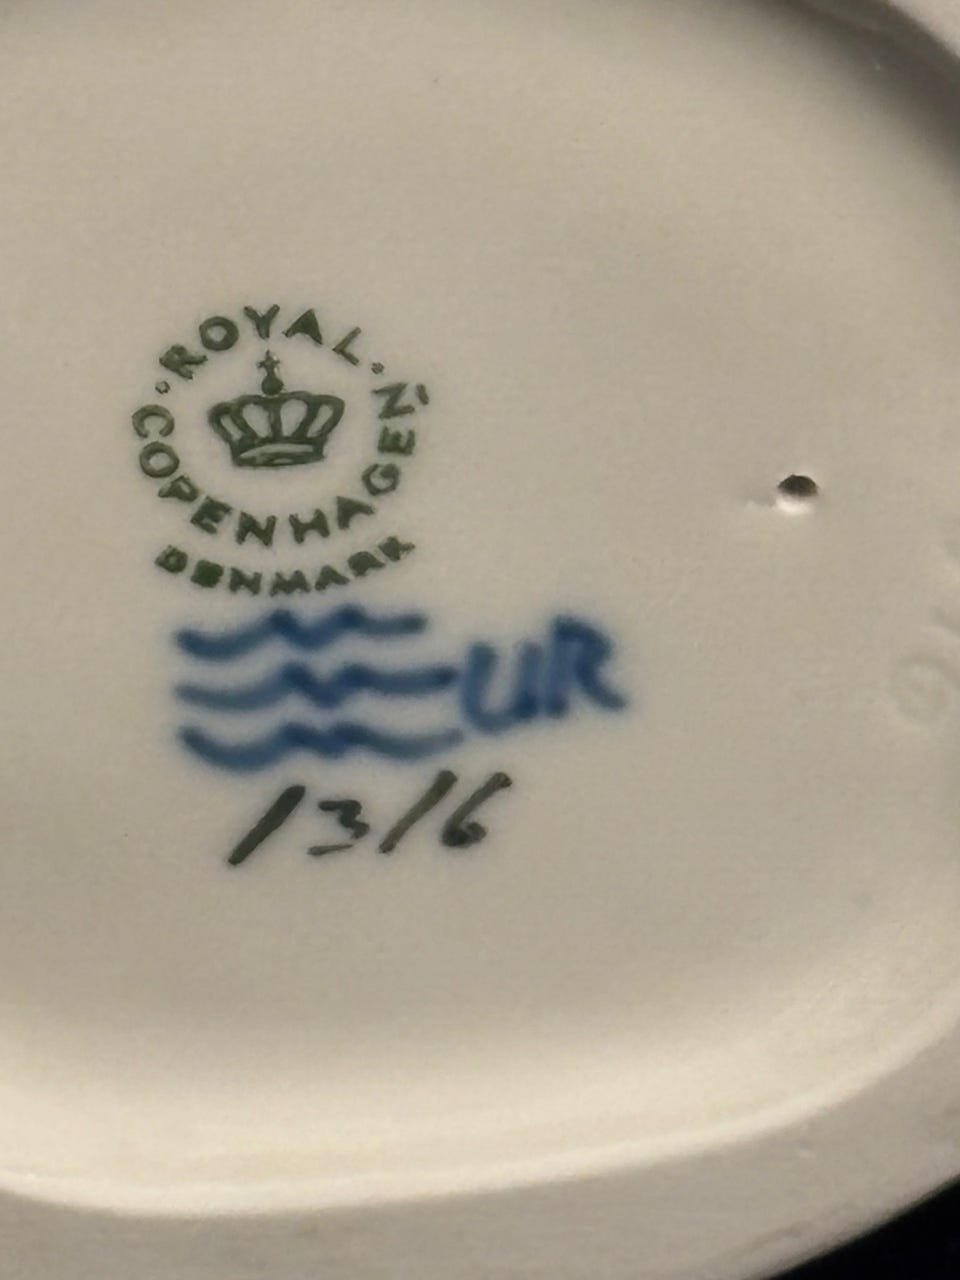 ROYAL
COPENHAGEN
DENMARK
UR
1316